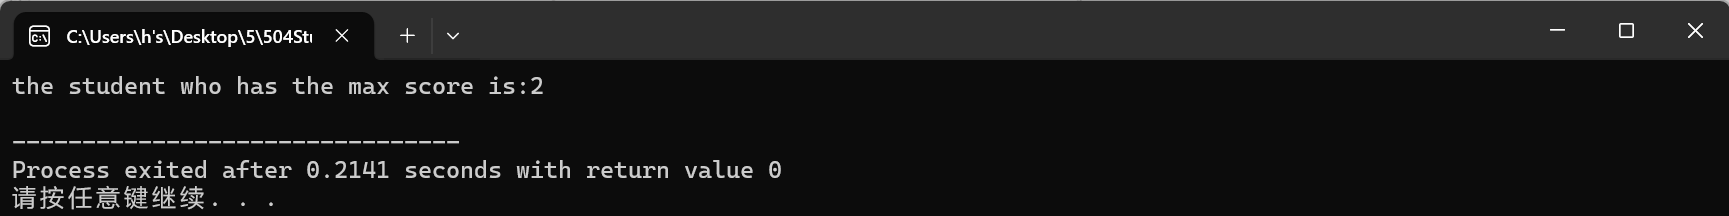 C:\Users\h's\Desktop\5\504Stu
the student who has the max score is:2
--------------------------------
Process exited after 0.2141 seconds with return value 0
请按任意键继续. . .